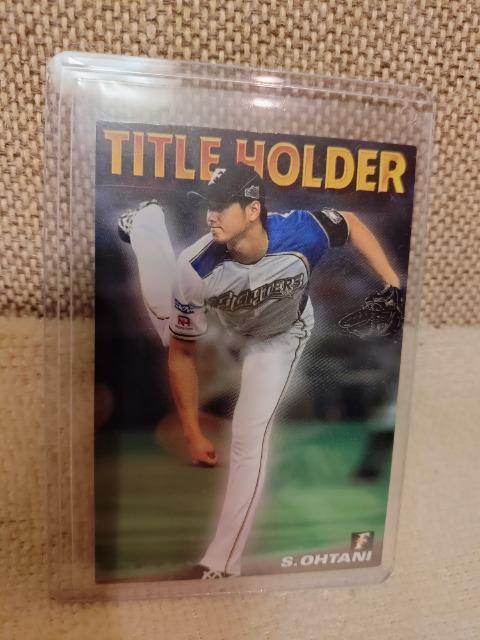 TITLE HOLDER
F
FIGHTERS
F
S.OHTANI